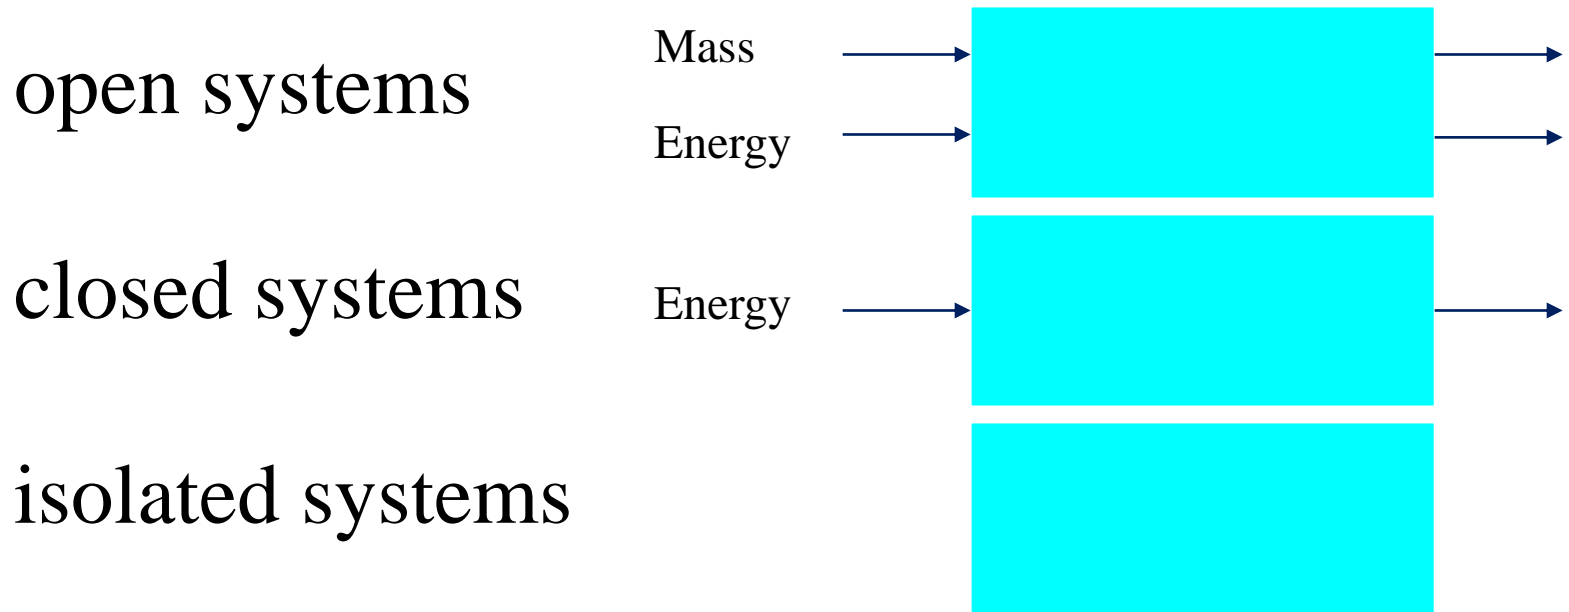 open systems
Mass
Energy
closed systems
Energy
isolated systems